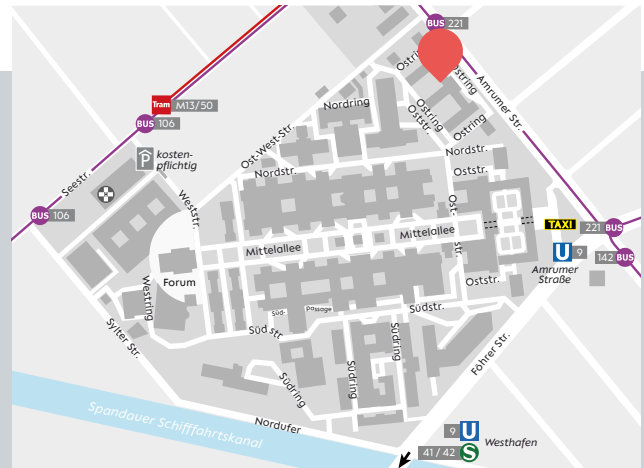 BUS 221
Ostring
Ostring
Amrumer Str.
Tram M13/50
BUS 106
Nordring
Ostring
Oststr.
Ostring
P
kosten-
pflichtig
Ost-West-Str
Nordstr.
Nordstr.
Seestr.
Oststr.
BUS 106
Weststr.
Ost-
str.
Mittelallee
Mittelallee
TAXI
221 BUS
U 9
142 BUS
Amrumer
Straße
Forum
Westring
Oststr.
Süd-
Passage
Südstr.
Süd str.
Sylter Str.
Südring
Südring
Südring
Föhrer Str.
Spandauer Schifffahrtskanal
Nordufer
9 U
Westhafen
41 / 42 S